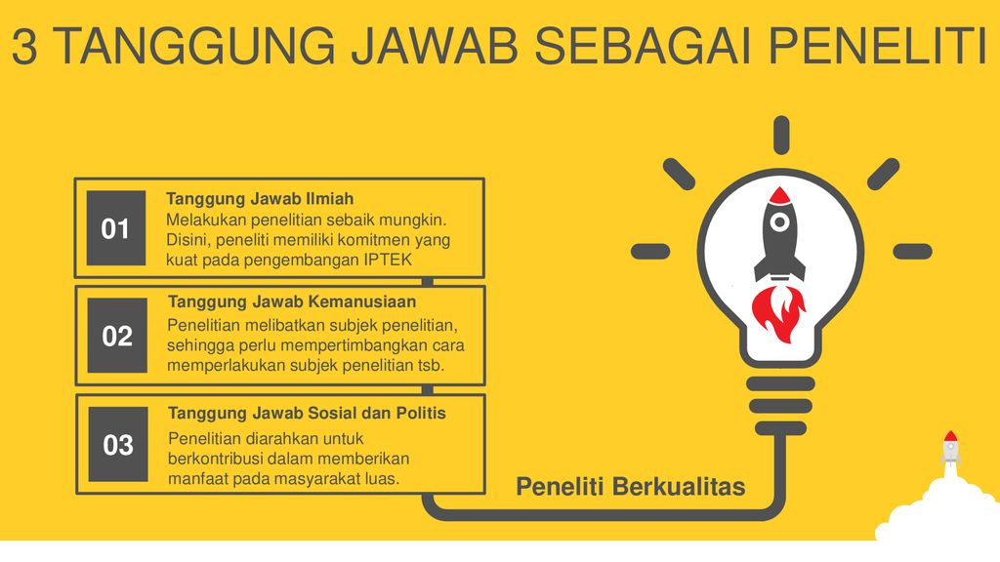 3 TANGGUNG JAWAB SEBAGAI PENELITI
01
Tanggung Jawab Ilmiah
Melakukan penelitian sebaik mungkin.
Disini, peneliti memiliki komitmen yang
kuat pada pengembangan IPTEK
02
Tanggung Jawab Kemanusiaan
Penelitian melibatkan subjek penelitian,
sehingga perlu mempertimbangkan cara
memperlakukan subjek penelitian tsb.
03
Tanggung Jawab Sosial dan Politis
Penelitian diarahkan untuk
berkontribusi dalam memberikan
manfaat pada masyarakat luas.
Peneliti Berkualitas